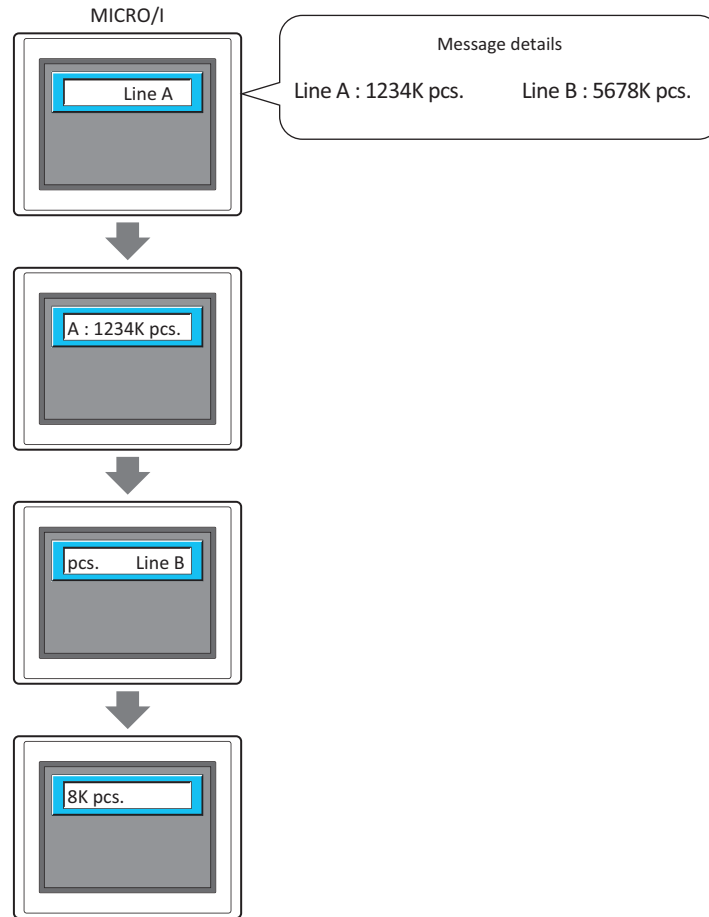 MICRO/I
Message details
Line A : 1234K pcs. Line B : 5678K pcs.
Line A
A : 1234K pcs.
pcs. Line B
8K pcs.